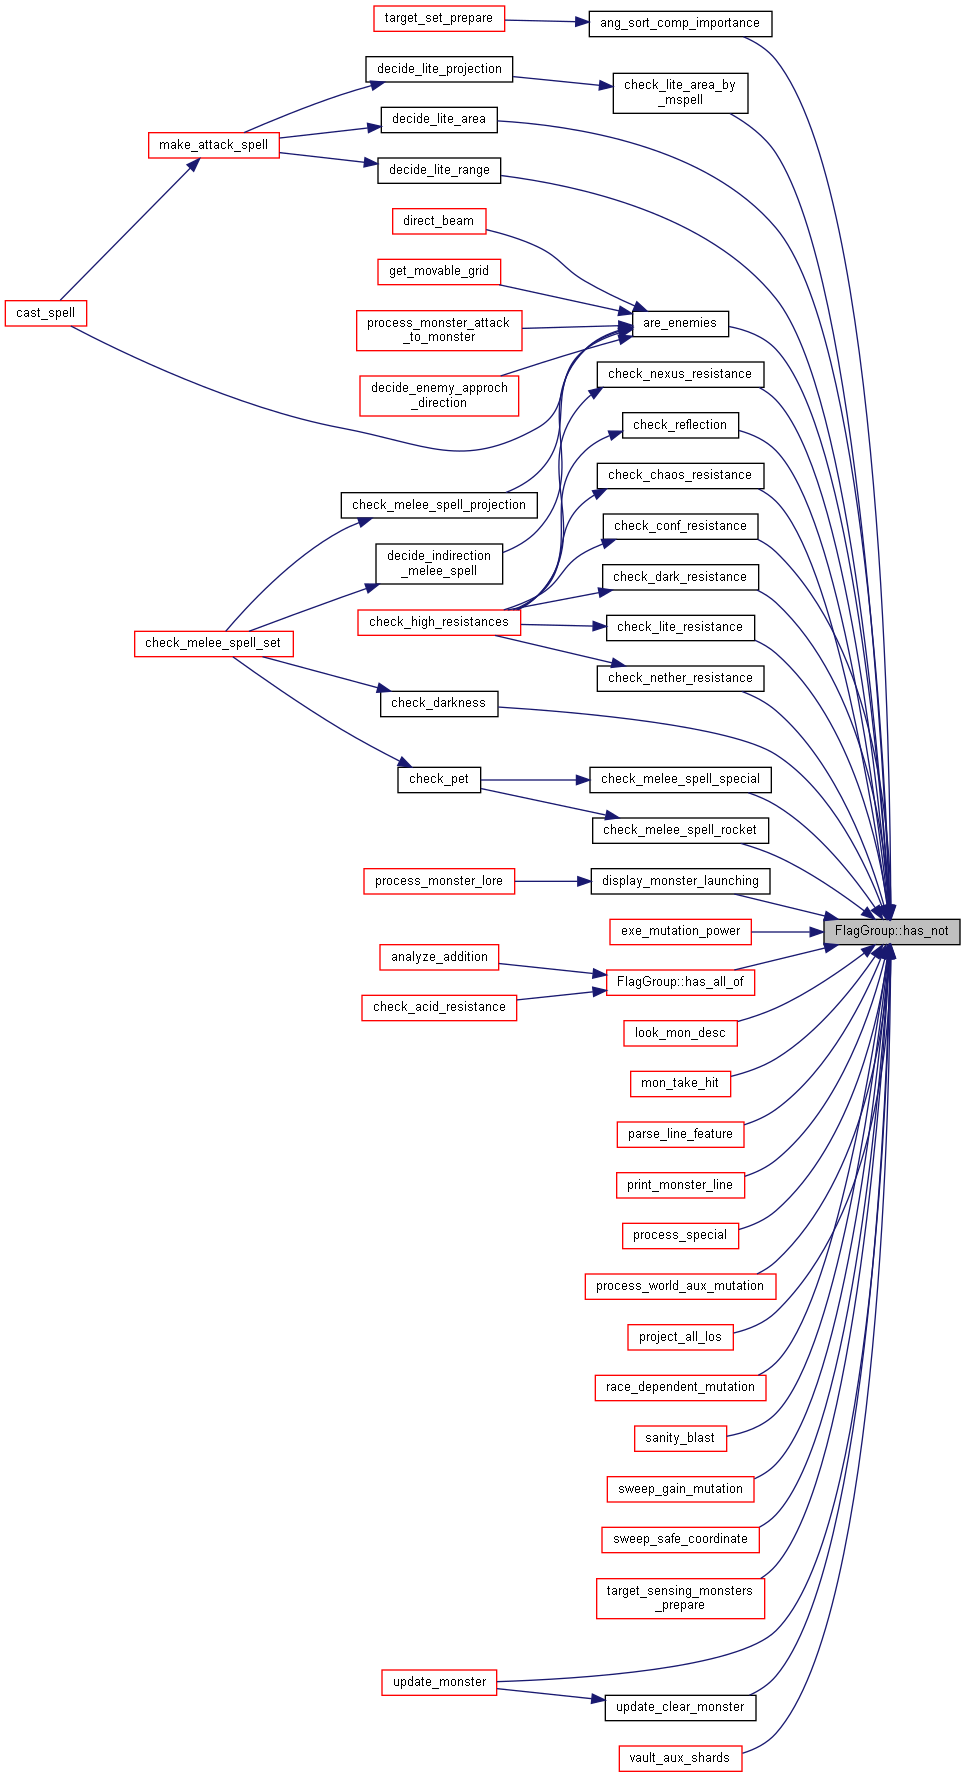 target_set_prepare
ang_sort_comp_importance
decide_lite_projection
check_lite_area_by
_mspell
decide_lite_area
make_attack_spell
decide_lite_range
direct_beam
get_movable_grid
cast_spell
process_monster_attack
_to_monster
are_enemies
decide_enemy_approch
_direction
check_nexus_resistance
check_reflection
check_chaos_resistance
check_melee_spell_projection
check_conf_resistance
decide_indirection
_melee_spell
check_dark_resistance
check_high_resistances
check_lite_resistance
check_melee_spell_set
check_nether_resistance
check_darkness
check_pet
check_melee_spell_special
check_melee_spell_rocket
process_monster_lore
display_monster_launching
exe_mutation_power
FlagGroup::has_not
analyze_addition
FlagGroup::has_all_of
check_acid_resistance
look_mon_desc
mon_take_hit
parse_line_feature
print_monster_line
process_special
process_world_aux_mutation
project_all_los
race_dependent_mutation
sanity_blast
sweep_gain_mutation
sweep_safe_coordinate
target_sensing_monsters
_prepare
update_monster
update_clear_monster
vault_aux_shards